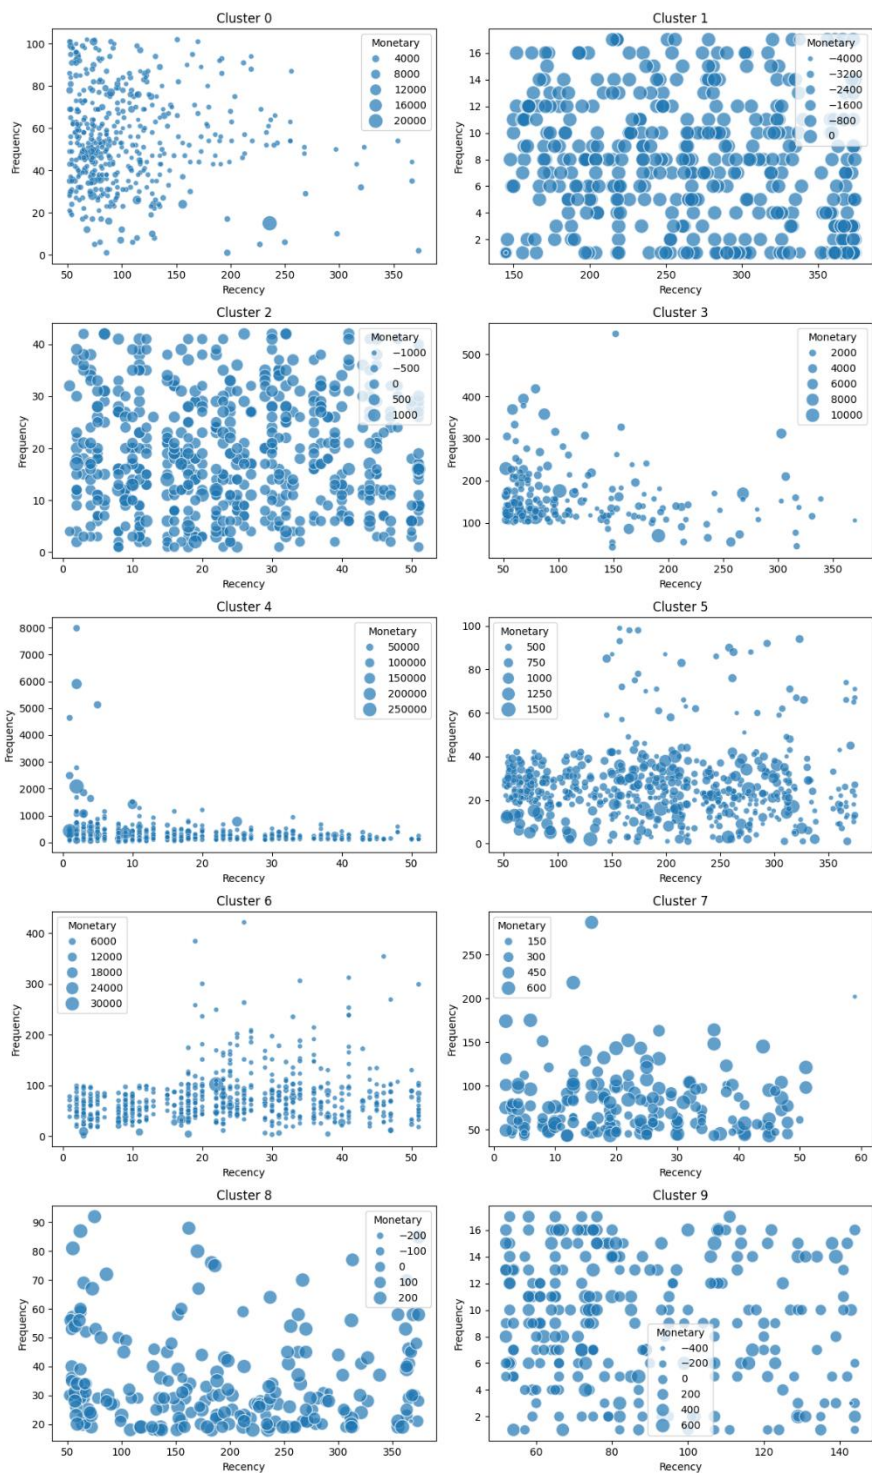 Cluster 0
Frequency
100
80
60
40
20
0
Monetary
4000
8000
12000
16000
20000
50 100 150 200 250 300 350
Recency
Cluster 1
Frequency
16
14
12
10
8
6
4
2
Monetary
−4000
−3200
−2400
−1600
−800
0
150 200 250 300 350
Recency
Cluster 2
Frequency
40
30
20
10
0
Monetary
−1000
−500
0
500
1000
0 10 20 30 40 50
Recency
Cluster 3
Frequency
500
400
300
200
100
Monetary
2000
4000
6000
8000
10000
50 100 150 200 250 300 350
Recency
Cluster 4
Frequency
8000
7000
6000
5000
4000
3000
2000
1000
0
Monetary
50000
100000
150000
200000
250000
0 10 20 30 40 50
Recency
Cluster 5
Frequency
100
80
60
40
20
0
Monetary
500
750
1000
1250
1500
50 100 150 200 250 300 350
Recency
Cluster 6
Frequency
400
300
200
100
0
Monetary
6000
12000
18000
24000
30000
0 10 20 30 40 50
Recency
Cluster 7
Frequency
250
200
150
100
50
Monetary
150
300
450
600
0 10 20 30 40 50 60
Recency
Cluster 8
Frequency
90
80
70
60
50
40
30
20
Monetary
−200
−100
0
100
200
50 100 150 200 250 300 350
Recency
Cluster 9
Frequency
16
14
12
10
8
6
4
2
Monetary
−400
−200
0
200
400
600
60 80 100 120 140
Recency